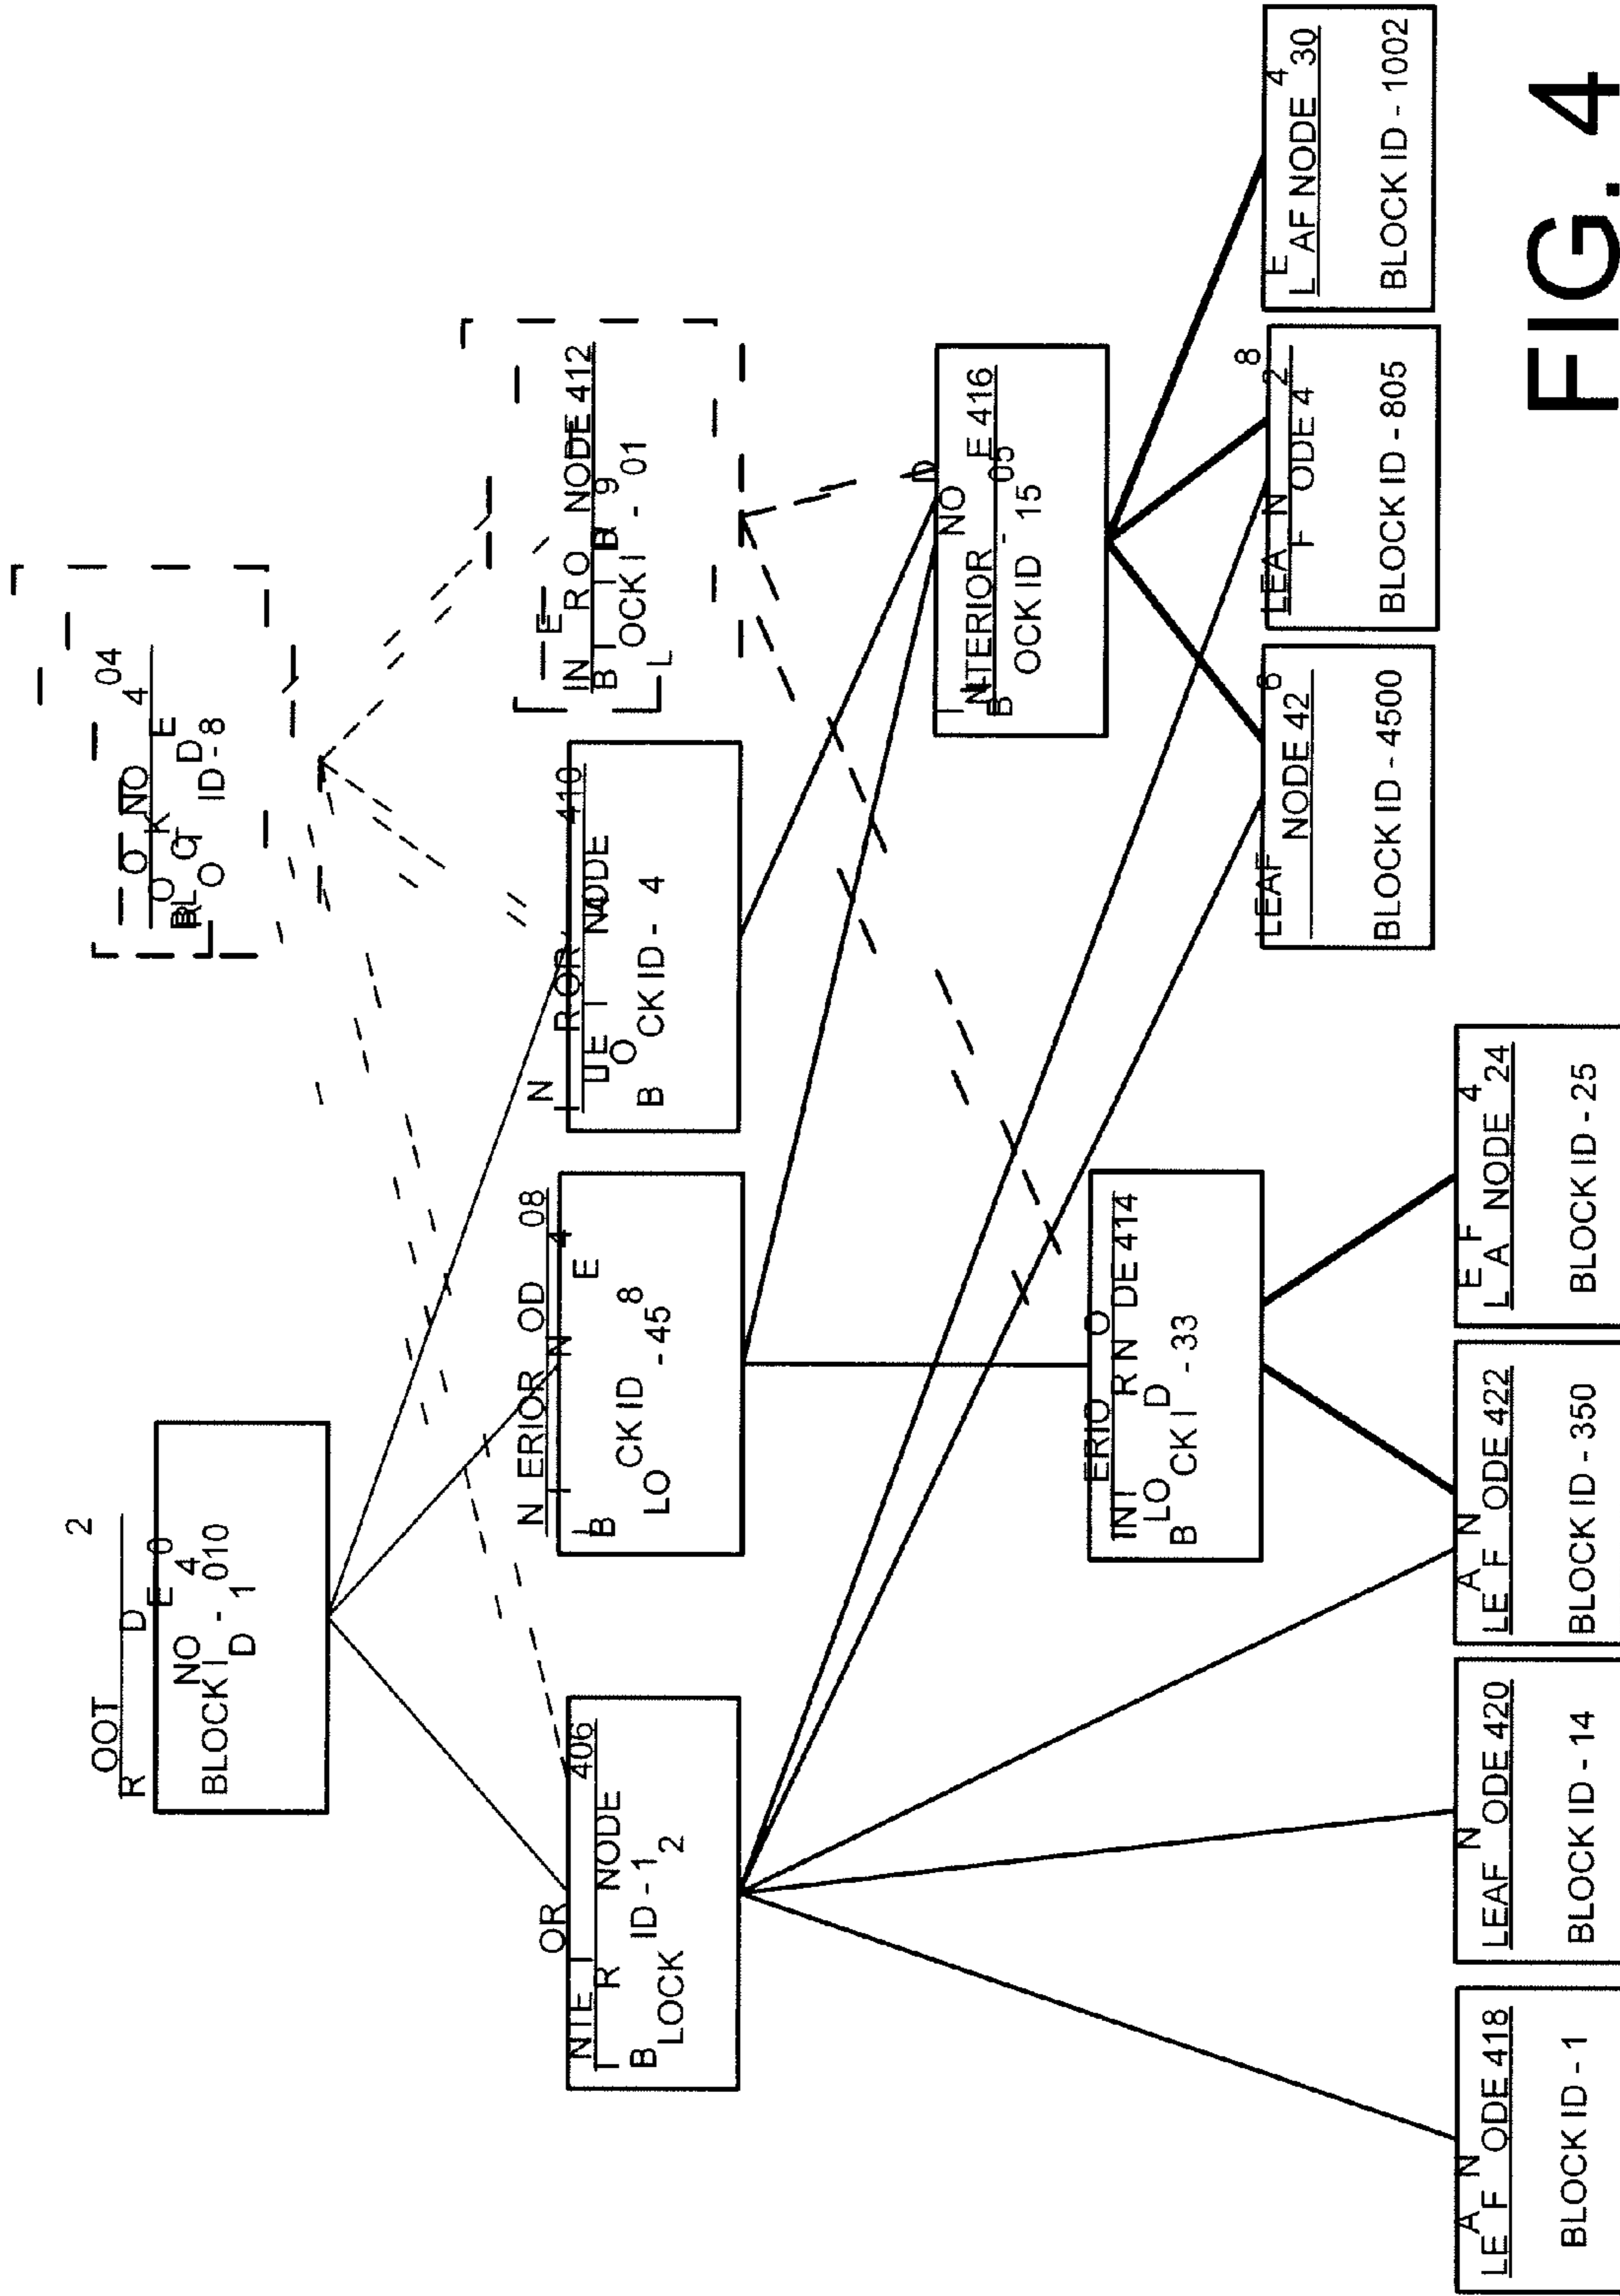 ROOT NODE 402
BLOCK ID - 1010
ROOT NODE 404
BLOCK ID - 8
INTERIOR NODE 406
BLOCK ID - 12
INTERIOR NODE 408
BLOCK ID - 458
INTERIOR NODE 410
BLOCK ID - 4
INTERIOR NODE 412
BLOCK ID - 901
INTERIOR NODE 414
BLOCK ID - 33
INTERIOR NODE 416
LEAF NODE 418
BLOCK ID - 1
LEAF NODE 420
BLOCK ID - 14
LEAF NODE 422
BLOCK ID - 350
LEAF NODE 424
BLOCK ID - 25
LEAF NODE 426
BLOCK ID - 4500
LEAF NODE 428
BLOCK ID - 805
LEAF NODE 430
BLOCK ID - 1002
FIG. 4